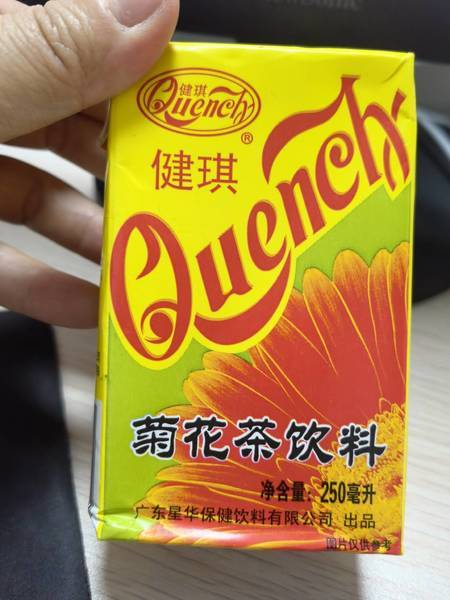 健琪
Quench
®
健琪
Quench
菊花茶饮料
净含量：250毫升
广东星华保健饮料有限公司 出品
图片仅供参考